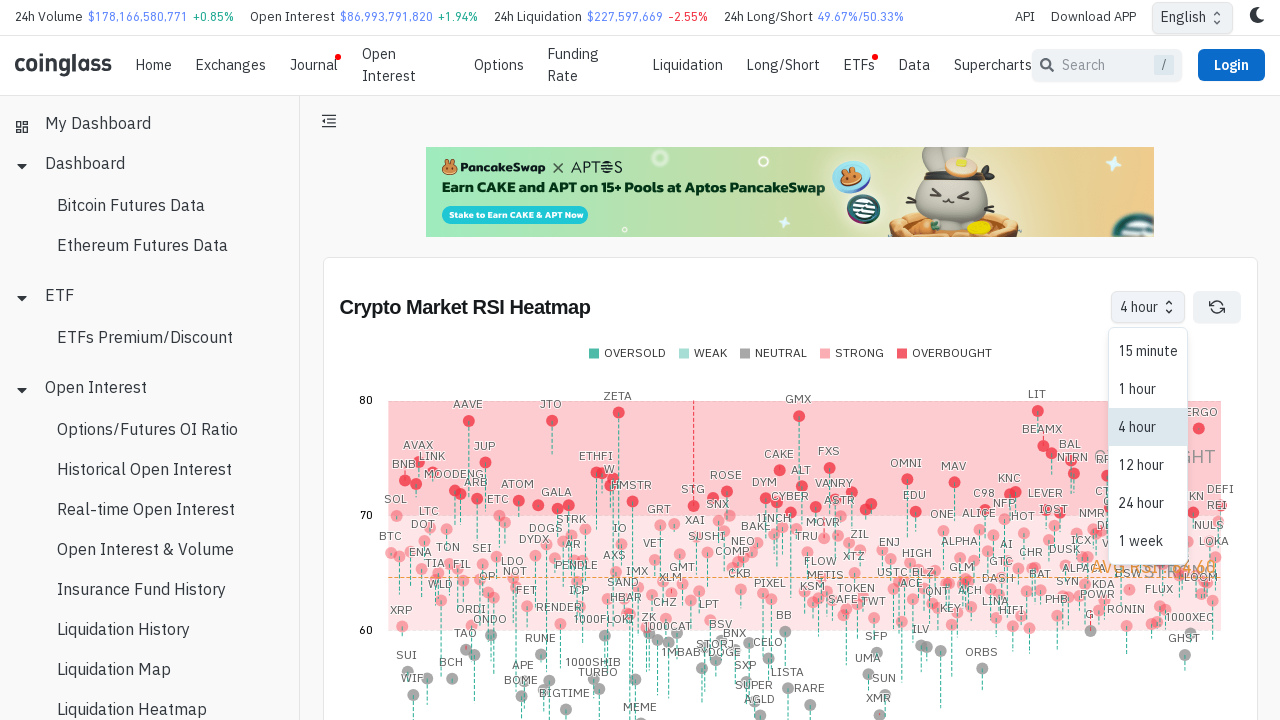 24h Volume $178,166,580,771 +0.85% Open Interest $86,993,791,820 +1.94% 24h Liquidation $227,597,669 -2.55% 24h Long/Short 49.67%/50.33% API Download APP English
coinglass Home Exchanges Journal Open Interest Options Funding Rate Liquidation Long/Short ETFs Data Supercharts Search / Login
My Dashboard
Dashboard
Bitcoin Futures Data
Ethereum Futures Data
ETF
ETFs Premium/Discount
Open Interest
Options/Futures OI Ratio
Historical Open Interest
Real-time Open Interest
Open Interest & Volume
Insurance Fund History
Liquidation History
Liquidation Map
Liquidation Heatmap
PancakeSwap X APTOS
Earn CAKE and APT on 15+ Pools at Aptos PancakeSwap
Stake to Earn CAKE & APT Now
Crypto Market RSI Heatmap
4 hour
15 minute
1 hour
4 hour
12 hour
24 hour
1 week
OVERSOLD WEAK NEUTRAL STRONG OVERBOUGHT
80
70
60
ZETA
GMX
LIT
AAVE
JTO
ERGO
BEAMX
AVAX
JUP
BAL
LINK
ETHFI
CAKE
FXS
NTRN
BNB
W
OMNI
MAV
MOODENG
ALT
ROSE
KNC
ARB
ATOM
HMSTR
DYM
VANRY
STG
GALA
C98
LEVER
DEFI
SOL
ETC
CYBER
ASTR
EDU
KN
SNX
NFP
REI
LTC
GRT
ONE
ALICE
IOST
NMR
DOT
STRK
XAI
1INCH
MOVR
HOT
NULS
DOGS
IO
BAKE
BTC
DYDX
VET
SUSHI
NEO
TRU
ZIL
ALPHA
AI
ICX
LOKA
TON
SEI
AR
ENJ
DUSK
ENA
AXS
COMP
XTZ
HIGH
CHR
TIA
FIL
LDO
PENDLE
GMT
FLOW
GTC
NOT
IMX
CKB
USTC
BLZ
GLM
BAT
OP
XLM
METIS
DASH
SYN
LOOM
WLD
FET
ICP
SAND
PIXEL
KSM
TOKEN
ACE
QNT
ACH
KDA
FLUX
HBAR
CHZ
LPT
SAFE
TWT
LINA
PHB
POWR
XRP
ORDI
RENDER
KEY
HIFI
RONIN
ONDO
1000FLOKI
ZK
1000CAT
BSV
BB
C
1000XEC
TAO
RUNE
BNX
SFP
ILV
GHST
SUI
BCH
APE
1000SHIB
STORJ
CELO
1MBABYDOGE
UMA
ORBS
WIF
BOME
TURBO
SXP
LISTA
SUN
BIGTIME
SUPER
RARE
XMR
MEME
AGLD